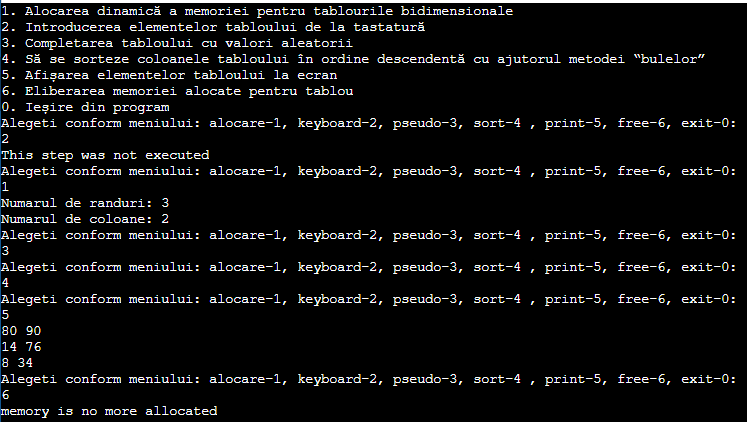 1. Alocarea dinamică a memoriei pentru tablourile bidimensionale
2. Introducerea elementelor tabloului de la tastatură
3. Completarea tabloului cu valori aleatorii
4. Să se sorteze coloanele tabloului în ordine descendentă cu ajutorul metodei “bulelor”
5. Afișarea elementelor tabloului la ecran
6. Eliberarea memoriei alocate pentru tablou
0. Ieșire din program
Alegeti conform meniului: alocare-1, keyboard-2, pseudo-3, sort-4 , print-5, free-6, exit-0:
2
This step was not executed
Alegeti conform meniului: alocare-1, keyboard-2, pseudo-3, sort-4 , print-5, free-6, exit-0:
1
Numarul de randuri: 3
Numarul de coloane: 2
Alegeti conform meniului: alocare-1, keyboard-2, pseudo-3, sort-4 , print-5, free-6, exit-0:
3
Alegeti conform meniului: alocare-1, keyboard-2, pseudo-3, sort-4 , print-5, free-6, exit-0:
4
Alegeti conform meniului: alocare-1, keyboard-2, pseudo-3, sort-4 , print-5, free-6, exit-0:
5
80 90
14 76
8 34
Alegeti conform meniului: alocare-1, keyboard-2, pseudo-3, sort-4 , print-5, free-6, exit-0:
6
memory is no more allocated